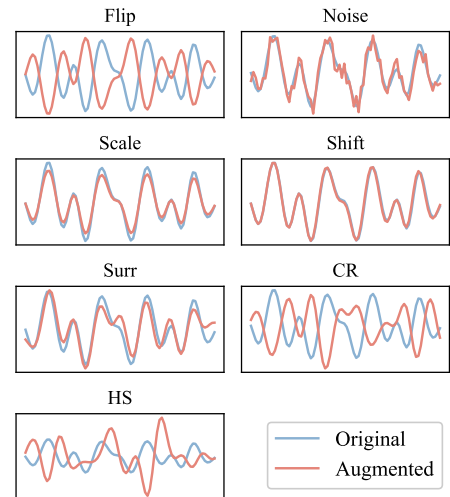 Flip
Noise
Scale
Shift
Surr
CR
HS
Original
Augmented